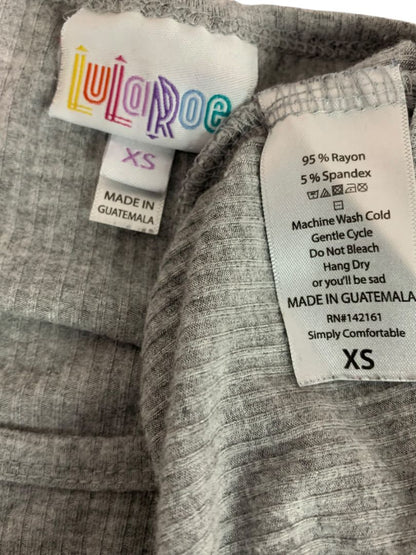 LuLaRoe
XS
MADE IN
GUATEMALA
95 % Rayon
5 % Spandex
Machine Wash Cold
Gentle Cycle
Do Not Bleach
Hang Dry
or you'll be sad
MADE IN GUATEMALA
RN#142161
Simply Comfortable
XS